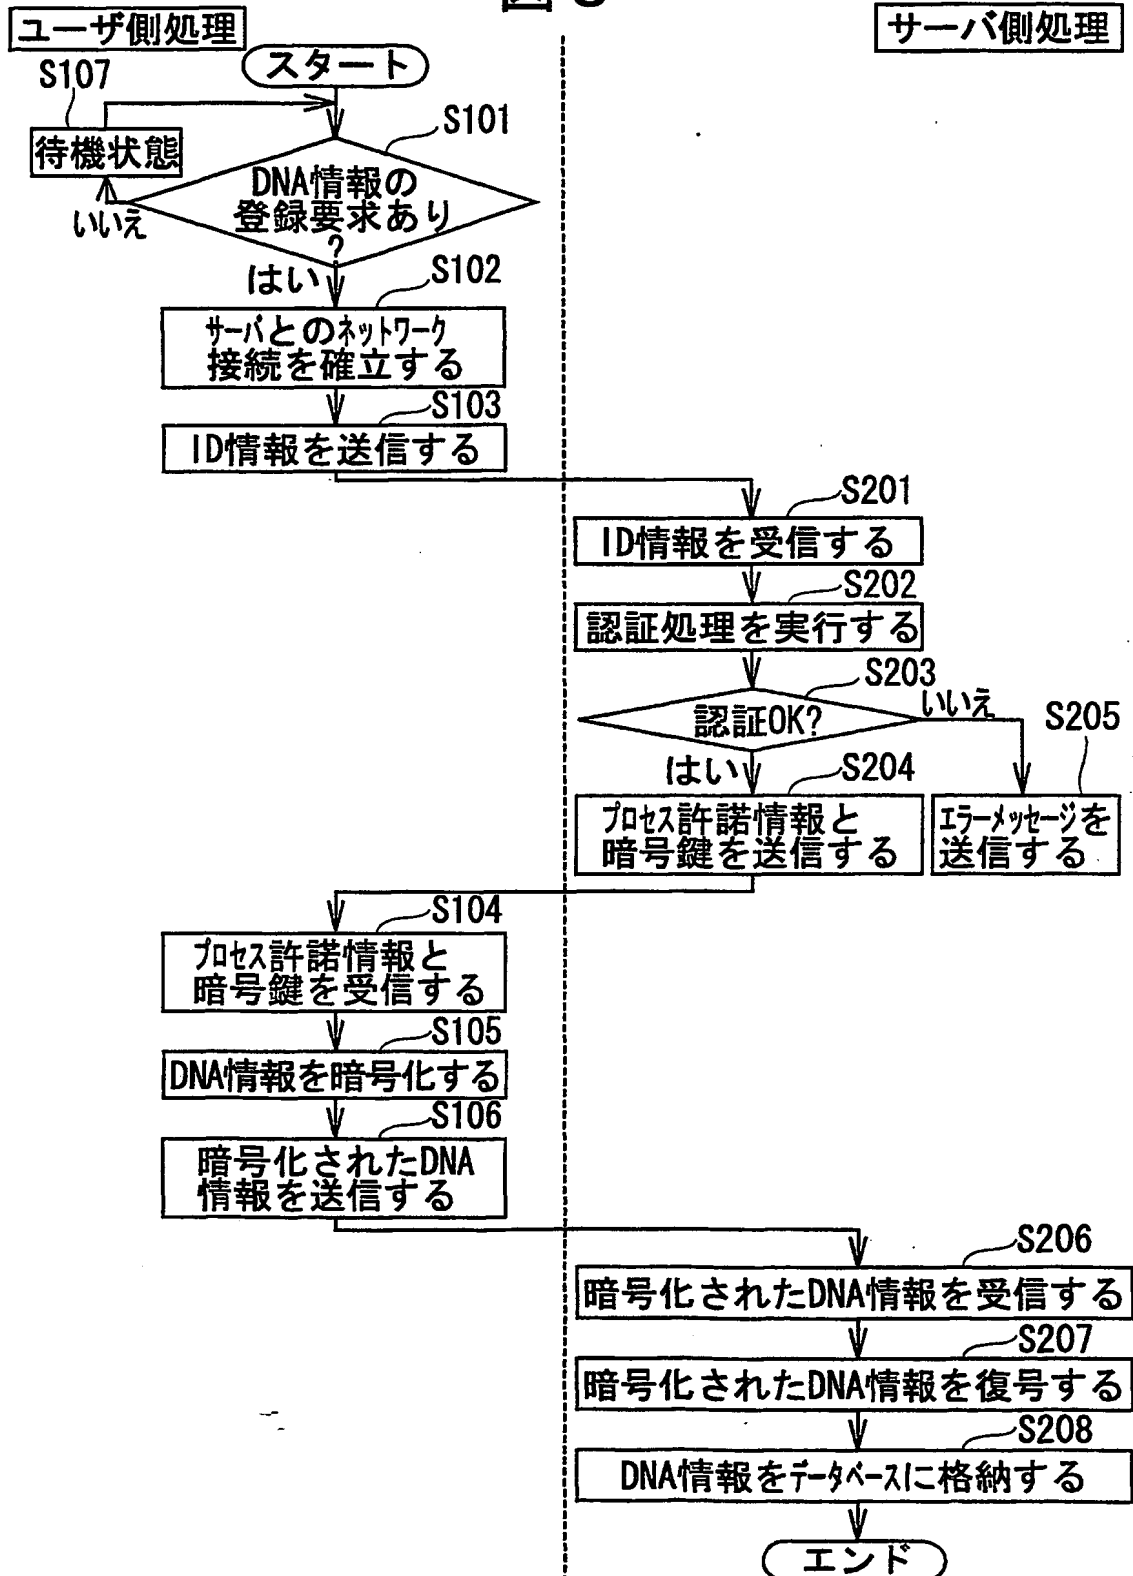 ユーザ側処理
サーバ側処理
スタート
S107
待機状態
S101
DNA情報の
登録要求あり
?
いいえ
はい
S102
サーバとのネットワーク
接続を確立する
S103
ID情報を送信する
S201
ID情報を受信する
S202
認証処理を実行する
S203
認証OK?
いいえ
はい
S204
プロセス許諾情報と
暗号鍵を送信する
S205
エラーメッセージを
送信する
S104
プロセス許諾情報と
暗号鍵を受信する
S105
DNA情報を暗号化する
S106
暗号化されたDNA
情報を送信する
S206
暗号化されたDNA情報を受信する
S207
暗号化されたDNA情報を復号する
S208
DNA情報をデータベースに格納する
エンド